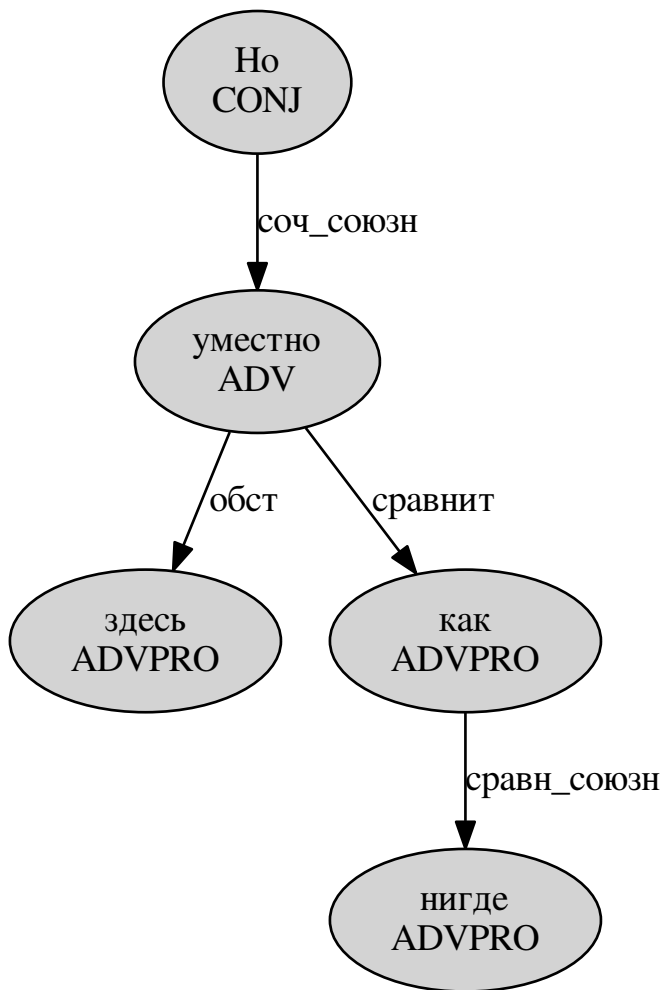 Но
CONJ
соч_союзн
уместно
ADV
обст
сравнит
здесь
ADVPRO
как
ADVPRO
сравн_союзн
нигде
ADVPRO